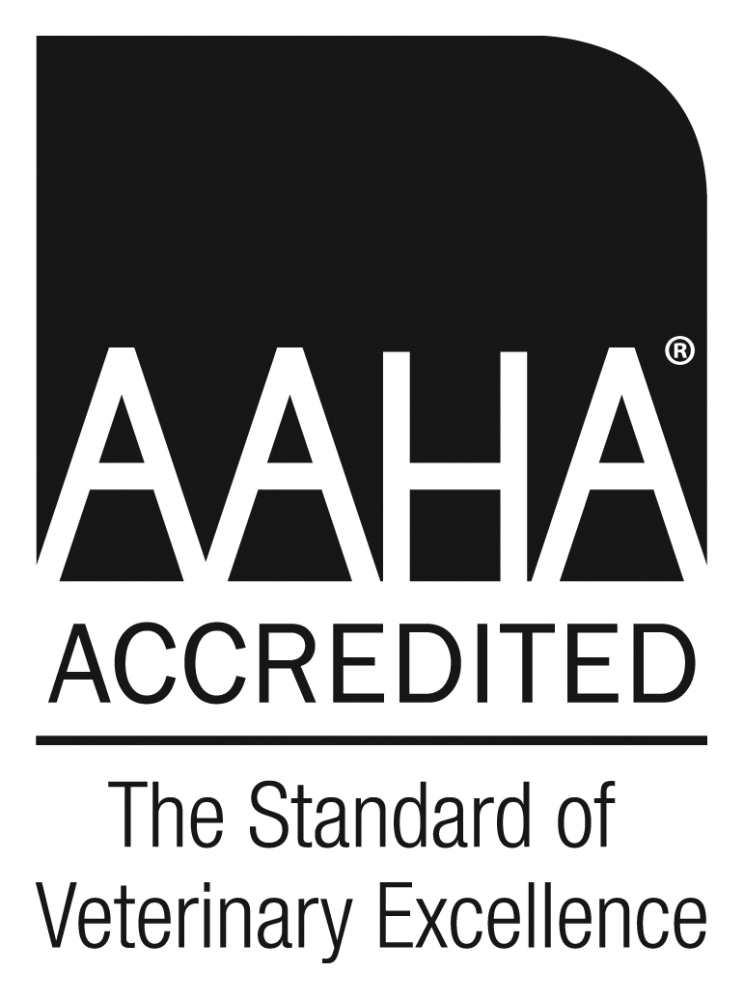 AAHA®
ACCREDITED
The Standard of
Veterinary Excellence